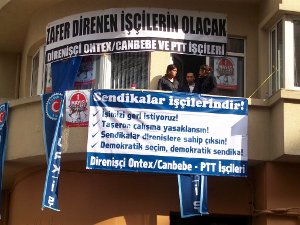 ZAFER DİRENEN İŞÇİLERİN OLACAK
DİRENİŞÇİ ONTEX/CANBEBE VE PTT İŞÇİLERİ
Sendikalar işçilerindir!
İşimizi geri istiyoruz!
Taşeron çalışma yasaklansın!
Sendikalar direnişlere sahip çıksın!
Demokratik seçim, demokratik sendika!
Direnişçi Ontex/Canbebe - PTT İşçileri